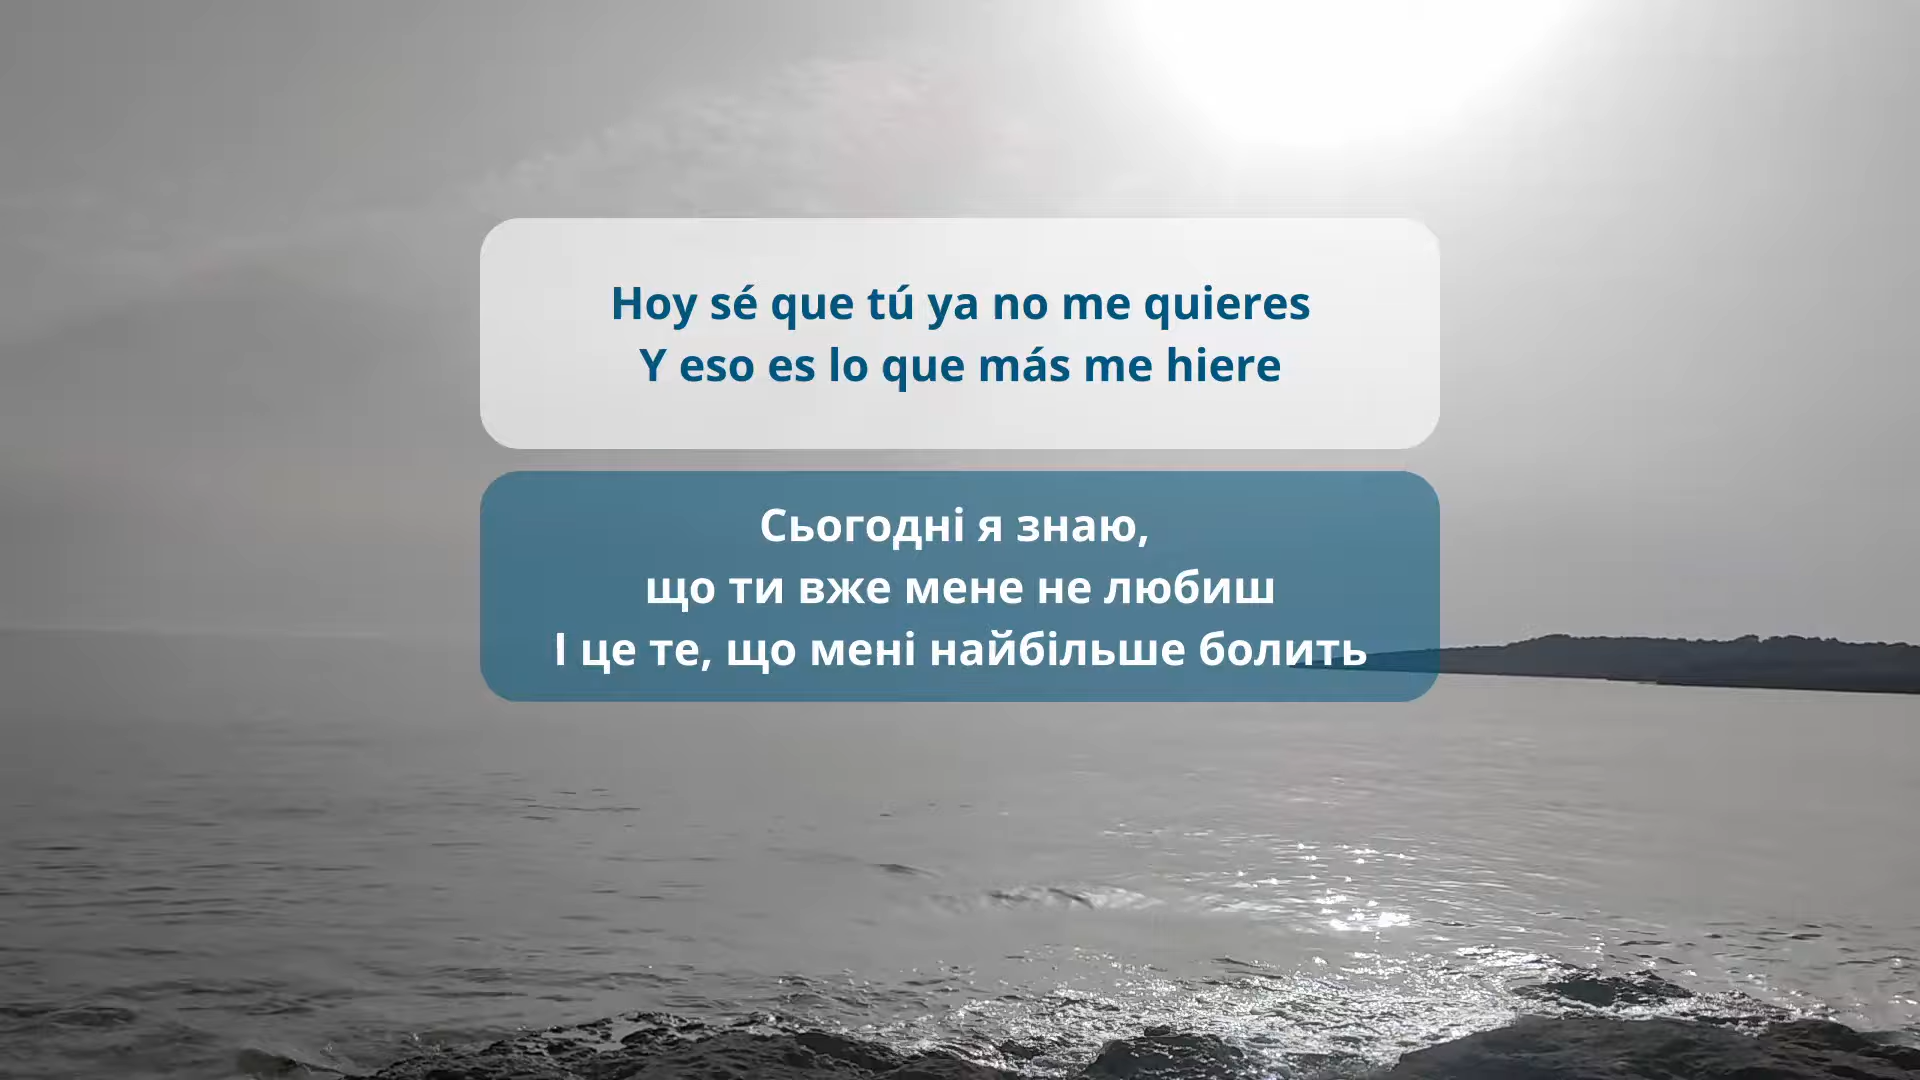 Hoy sé que tú ya no me quieres
Y eso es lo que más me hiere
Сьогодні я знаю,
що ти вже мене не любиш
І це те, що мені найбільше болить